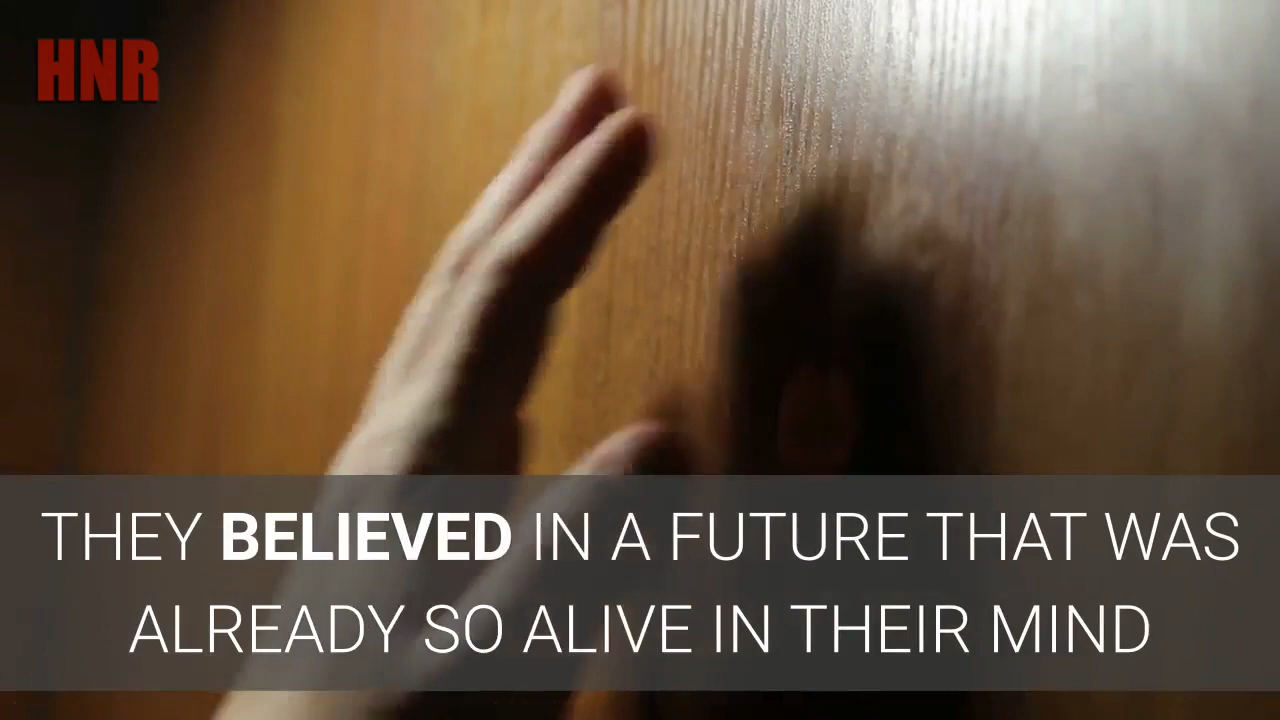 HNR
THEY BELIEVED IN A FUTURE THAT WAS
ALREADY SO ALIVE IN THEIR MIND